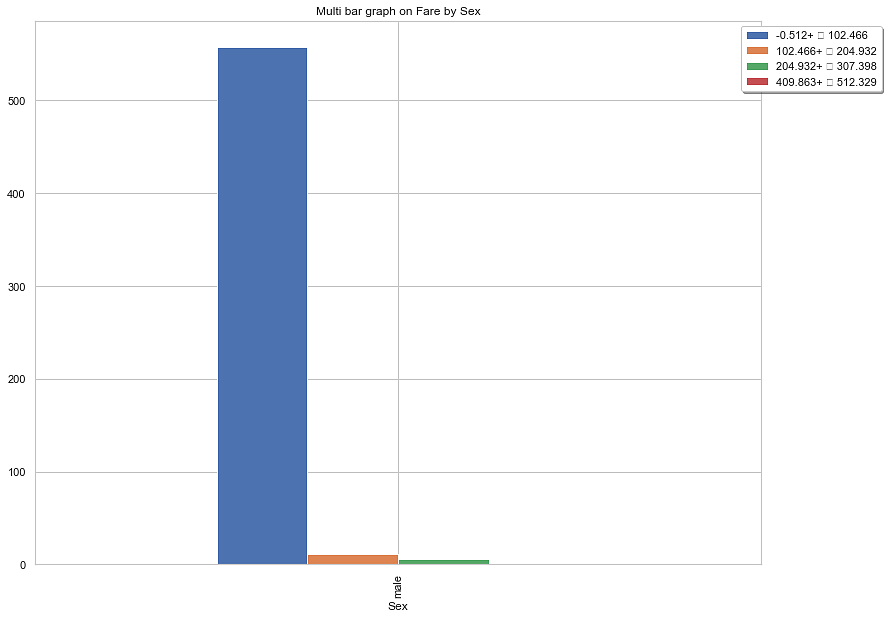 Multi bar graph on Fare by Sex
-0.512+ 􏿮 102.466
102.466+ 􏿮 204.932
204.932+ 􏿮 307.398
409.863+ 􏿮 512.329
500
400
300
200
100
0
male
Sex